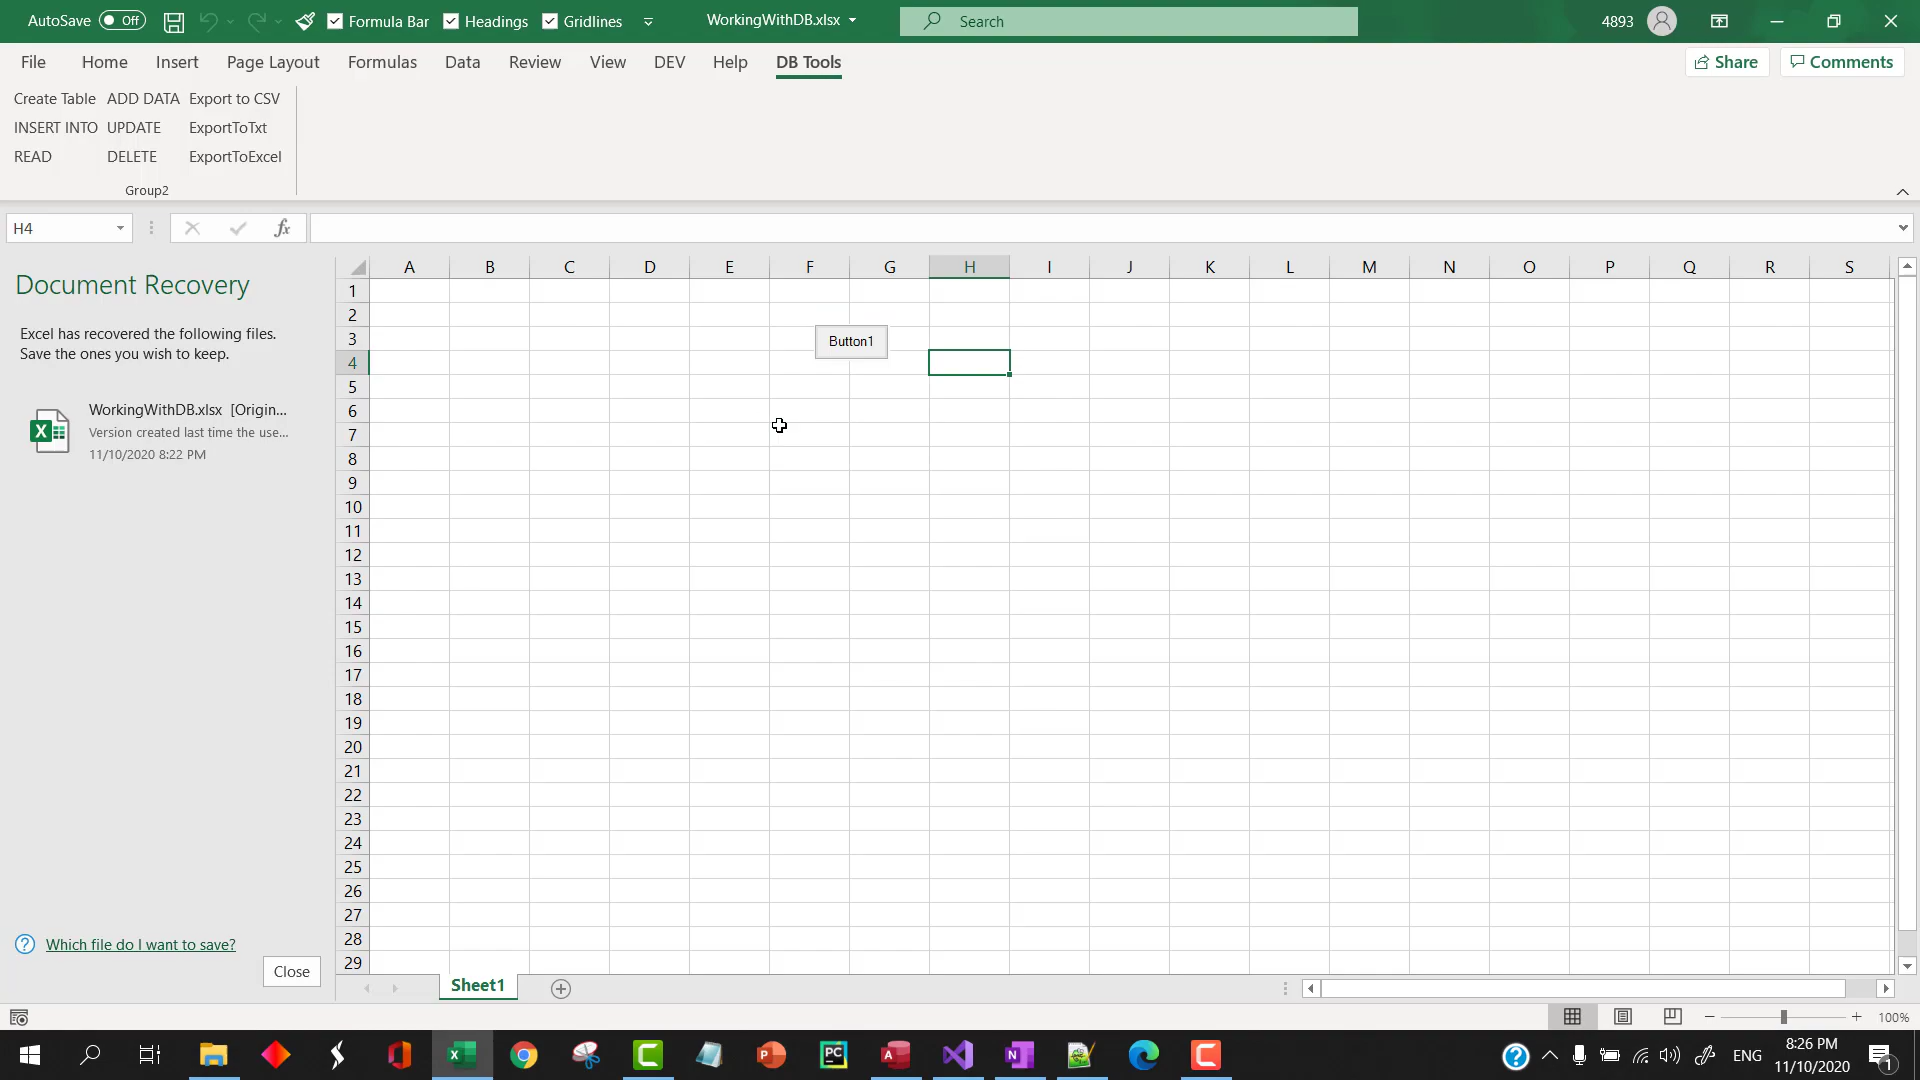 AutoSave Off Formula Bar Headings Gridlines WorkingWithDB.xlsx Search 4893
File Home Insert Page Layout Formulas Data Review View DEV Help DB Tools Share Comments
Create Table ADD DATA Export to CSV
INSERT INTO UPDATE ExportToTxt
READ DELETE ExportToExcel
Group2
H4 fx
Document Recovery
Excel has recovered the following files.
Save the ones you wish to keep.
WorkingWithDB.xlsx [Origin...
Version created last time the use...
11/10/2020 8:22 PM
Which file do I want to save?
Close
A B C D E F G H I J K L M N O P Q R S
1
2
3
Button1
4
5
6
7
8
9
10
11
12
13
14
15
16
17
18
19
20
21
22
23
24
25
26
27
28
29
Sheet1
100%
ENG 8:26 PM
11/10/2020 1